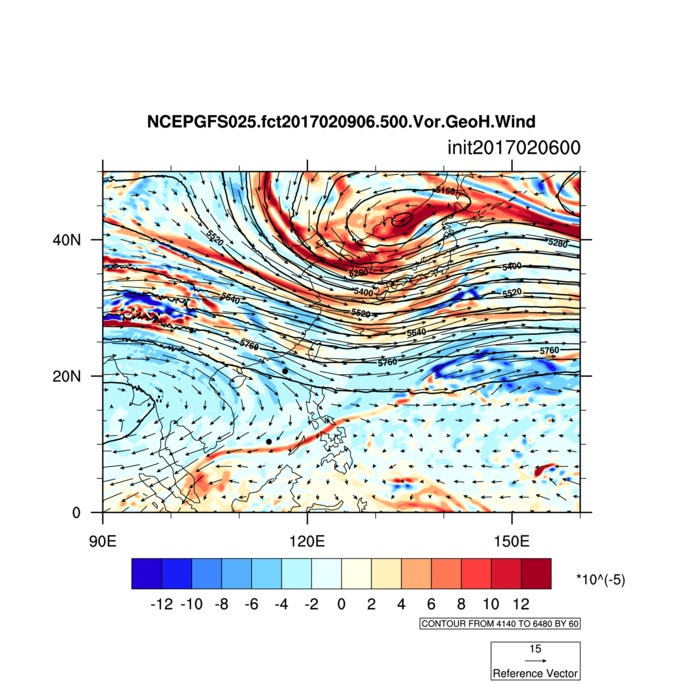 NCEPGFS025.fct2017020906.500.Vor.GeoH.Wind
init2017020600
5160
40N
5520
5280
5280
5400
5400
5640
5520
5520
5640
5760
5760
5760
20N
0
90E 120E 150E
-12 -10 -8 -6 -4 -2 0 2 4 6 8 10 12
*10^(-5)
CONTOUR FROM 4140 TO 6480 BY 60
15
Reference Vector